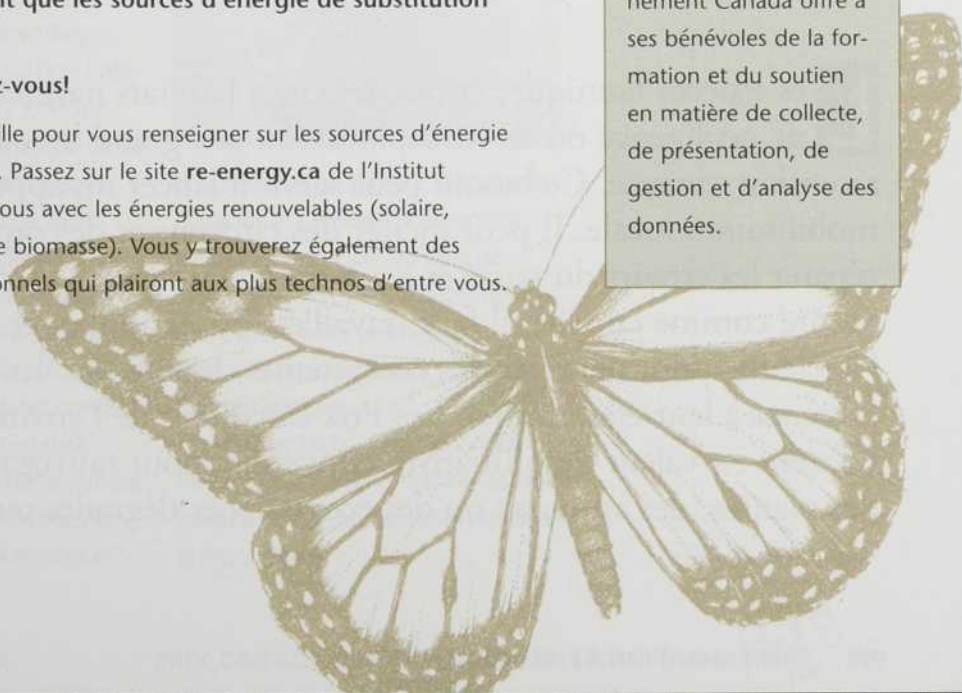 nt que les sources d'énergie de substitution
z-vous!
lle pour vous renseigner sur les sources d'énergie
. Passez sur le site re-energy.ca de l'Institut
ous avec les énergies renouvelables (solaire,
e biomasse). Vous y trouverez également des
onnels qui plairont aux plus technos d'entre vous.
nement Canada offre à
ses bénévoles de la for-
mation et du soutien
en matière de collecte,
de présentation, de
gestion et d'analyse des
données.